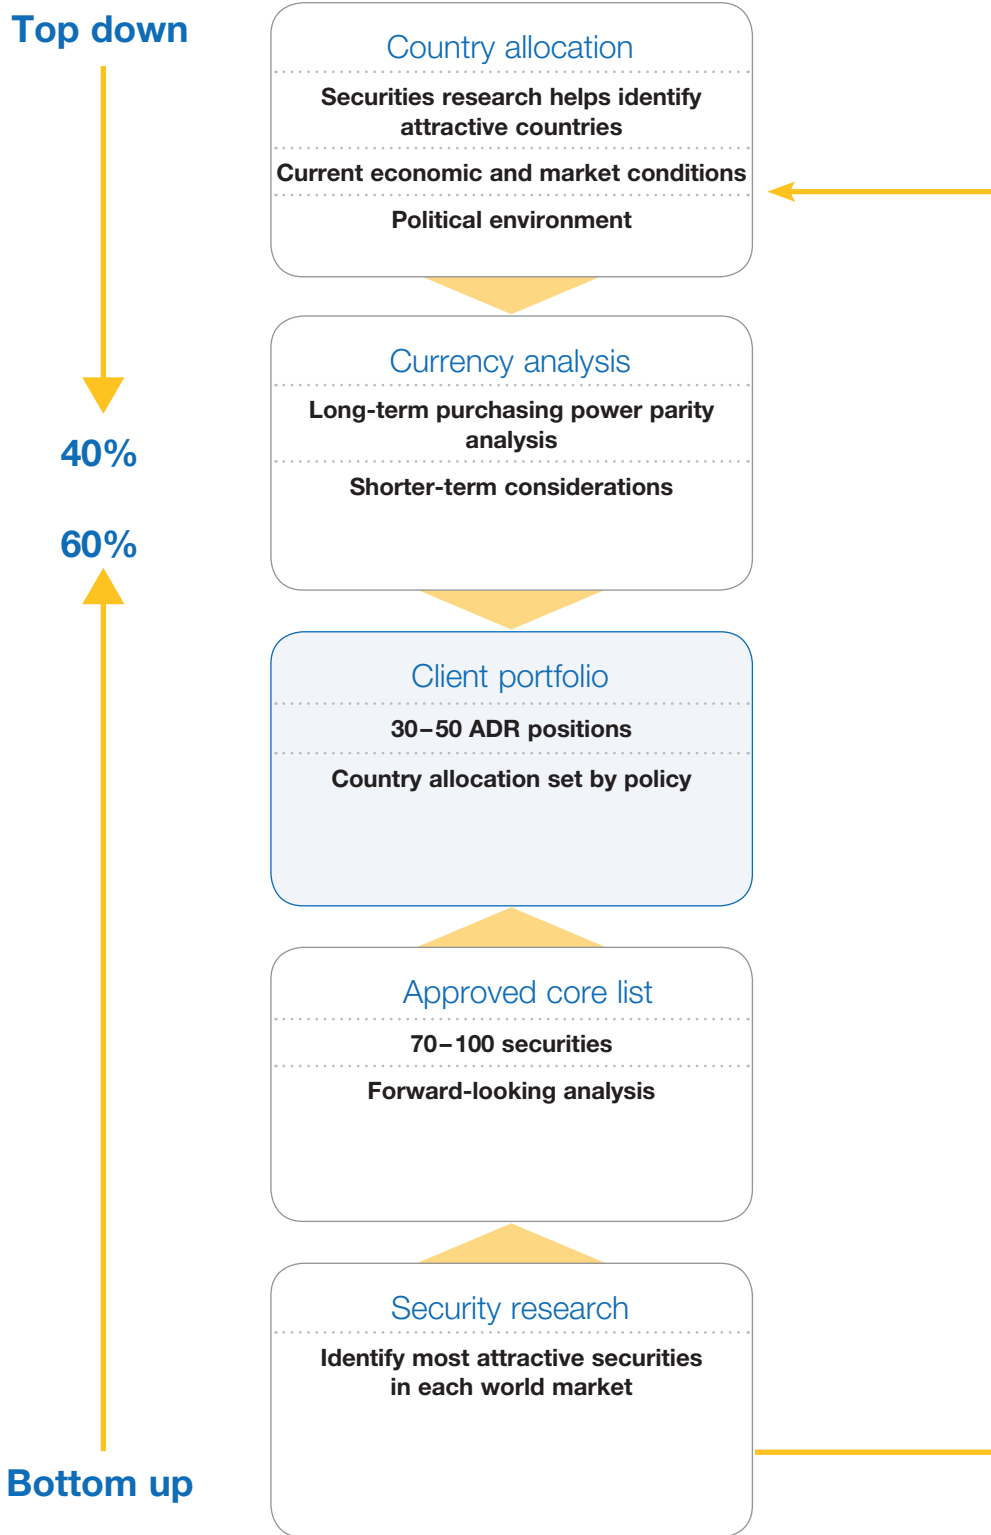 Top down
Country allocation
Securities research helps identify
attractive countries
Current economic and market conditions
Political environment
Currency analysis
Long-term purchasing power parity
analysis
Shorter-term considerations
40%
60%
Client portfolio
30–50 ADR positions
Country allocation set by policy
Approved core list
70–100 securities
Forward-looking analysis
Security research
Identify most attractive securities
in each world market
Bottom up